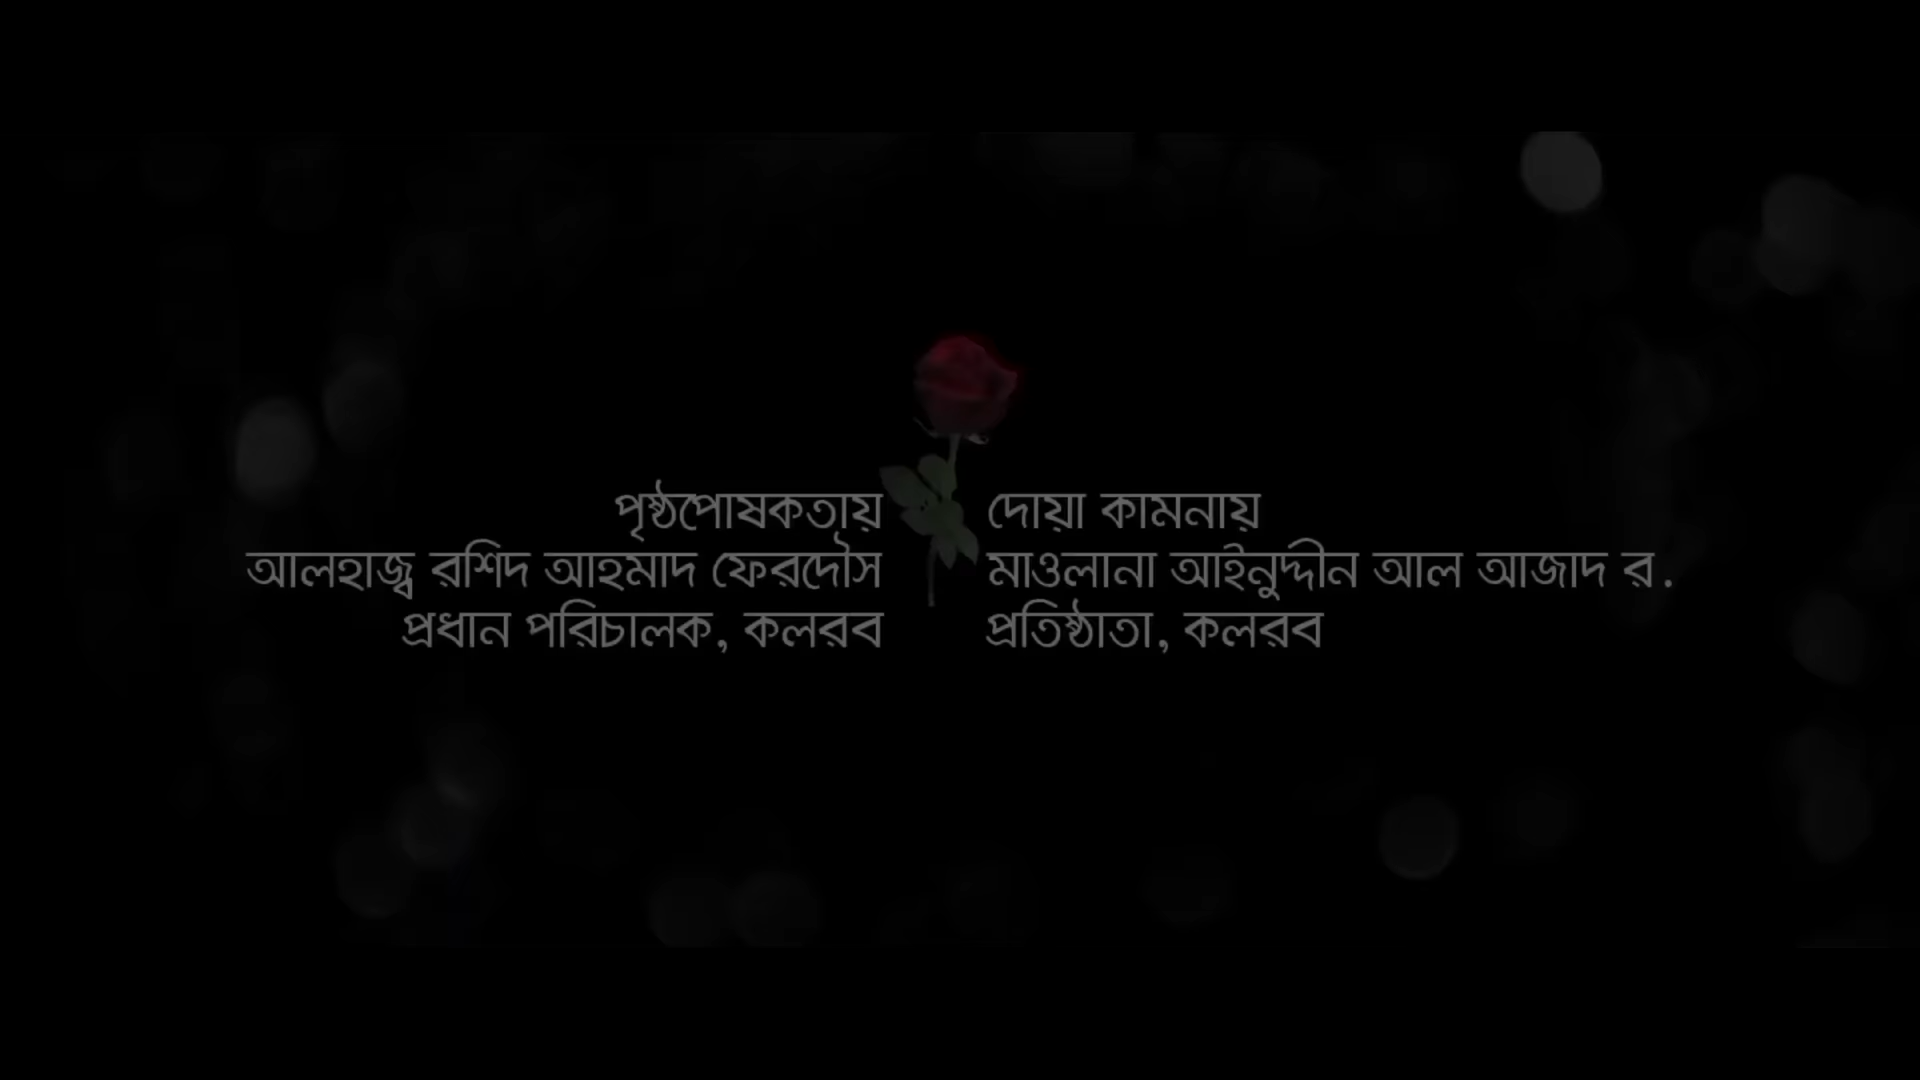 পৃষ্ঠপোষকতায়
আলহাজ্ব রশিদ আহমাদ ফেরদৌস
প্রধান পরিচালক, কলরব
দোয়া কামনায়
মাওলানা আইনুদ্দীন আল আজাদ র.
প্রতিষ্ঠাতা, কলরব